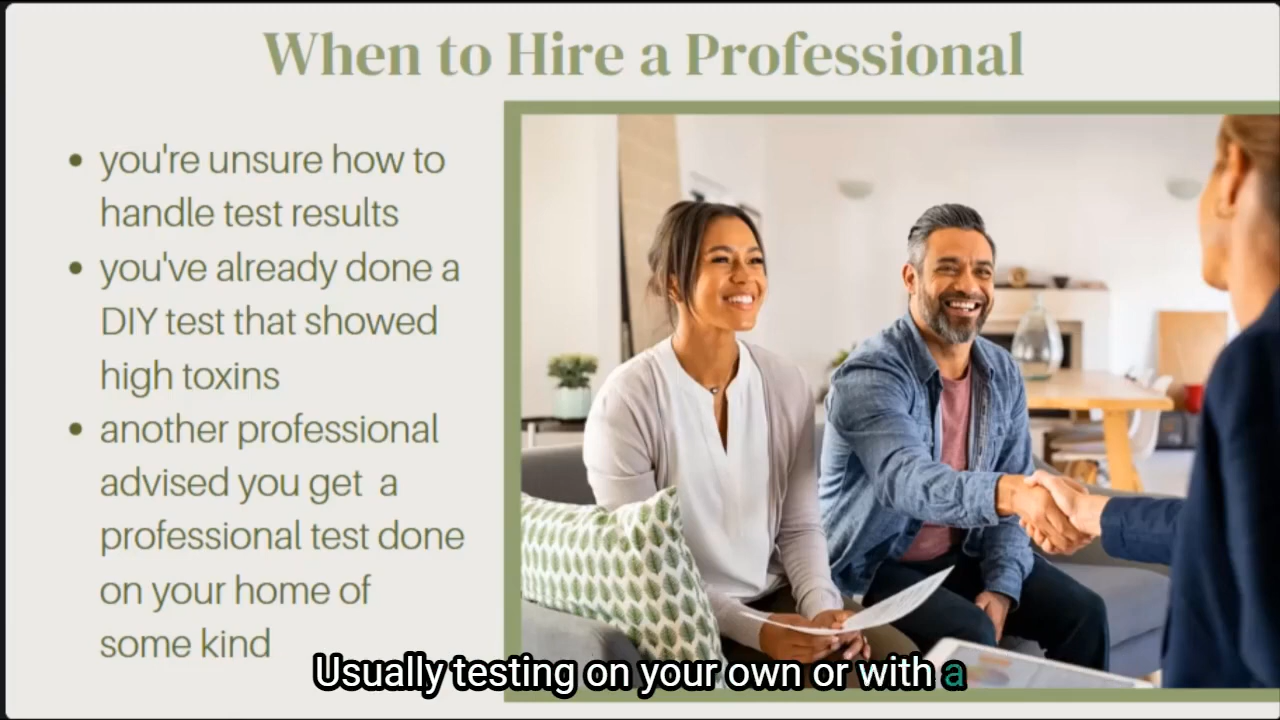 When to Hire a Professional
• you're unsure how to
handle test results
• you've already done a
DIY test that showed
high toxins
• another professional
advised you get a
professional test done
on your home of
some kind
Usually testing on your own or with a